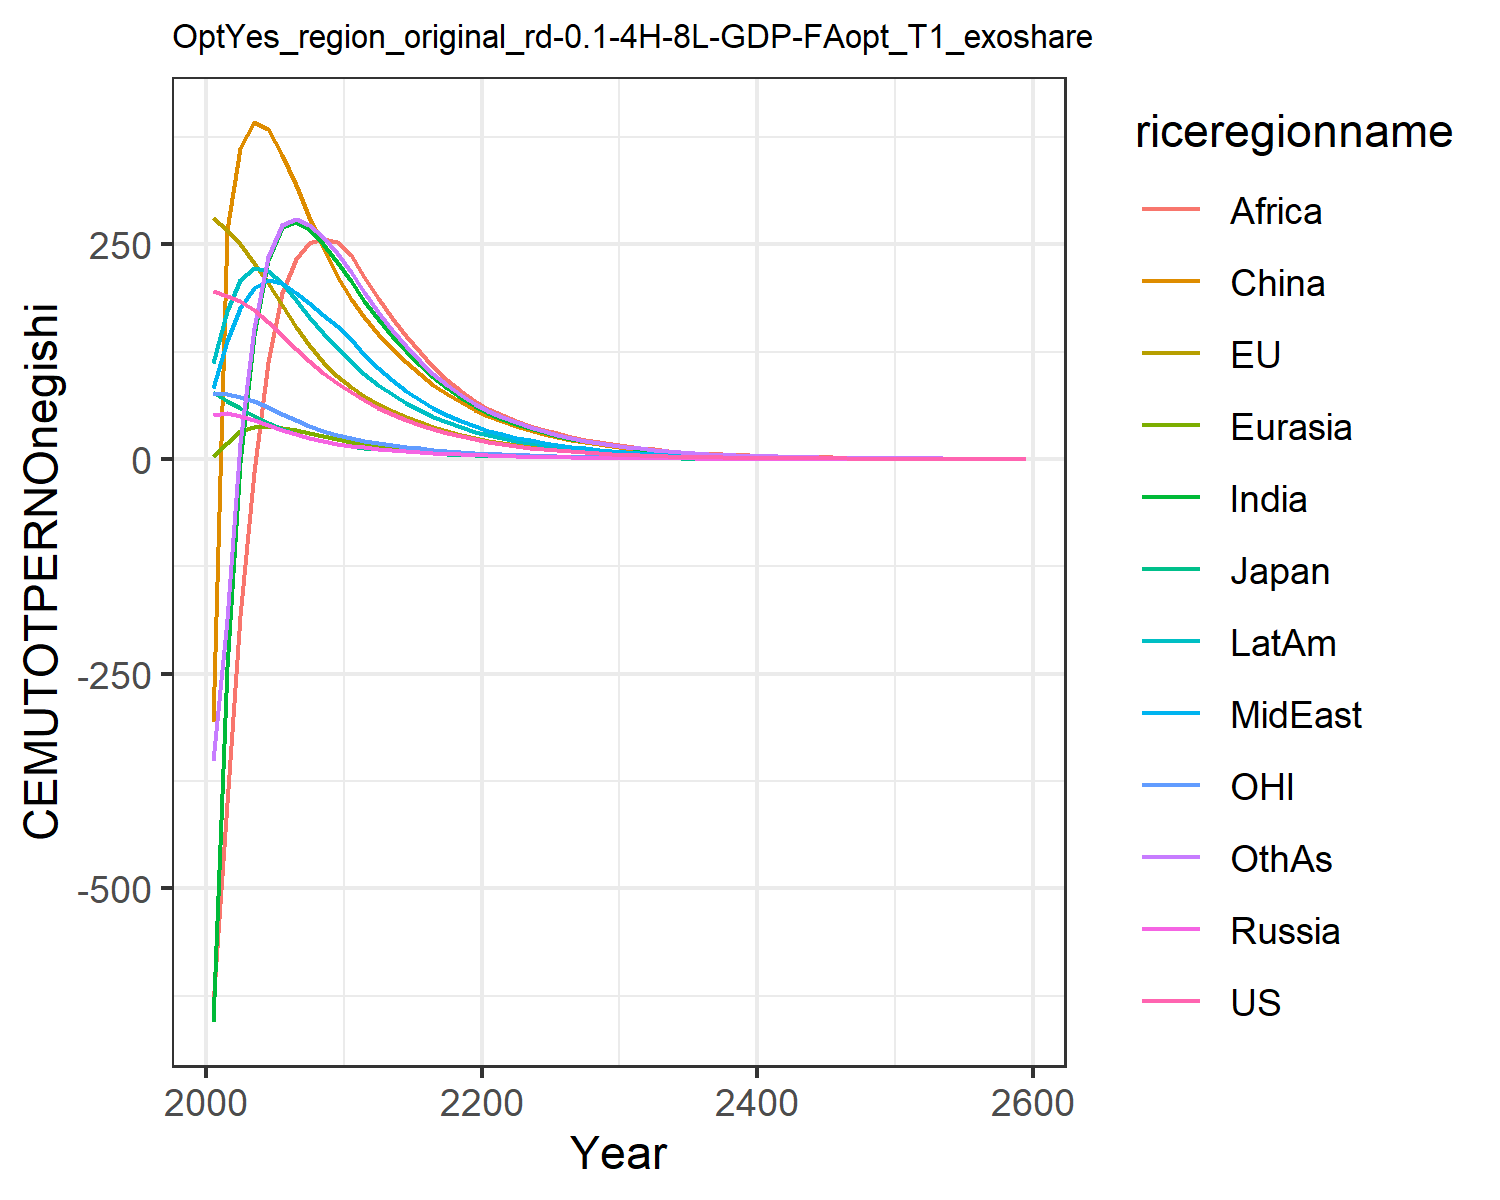 OptYes_region_original_rd-0.1-4H-8L-GDP-FAopt_T1_exoshare
CEMUTOTPERNOnegishi
250
0
-250
-500
2000
2200
2400
2600
Year
riceregionname
Africa
China
EU
Eurasia
India
Japan
LatAm
MidEast
OHI
OthAs
Russia
US